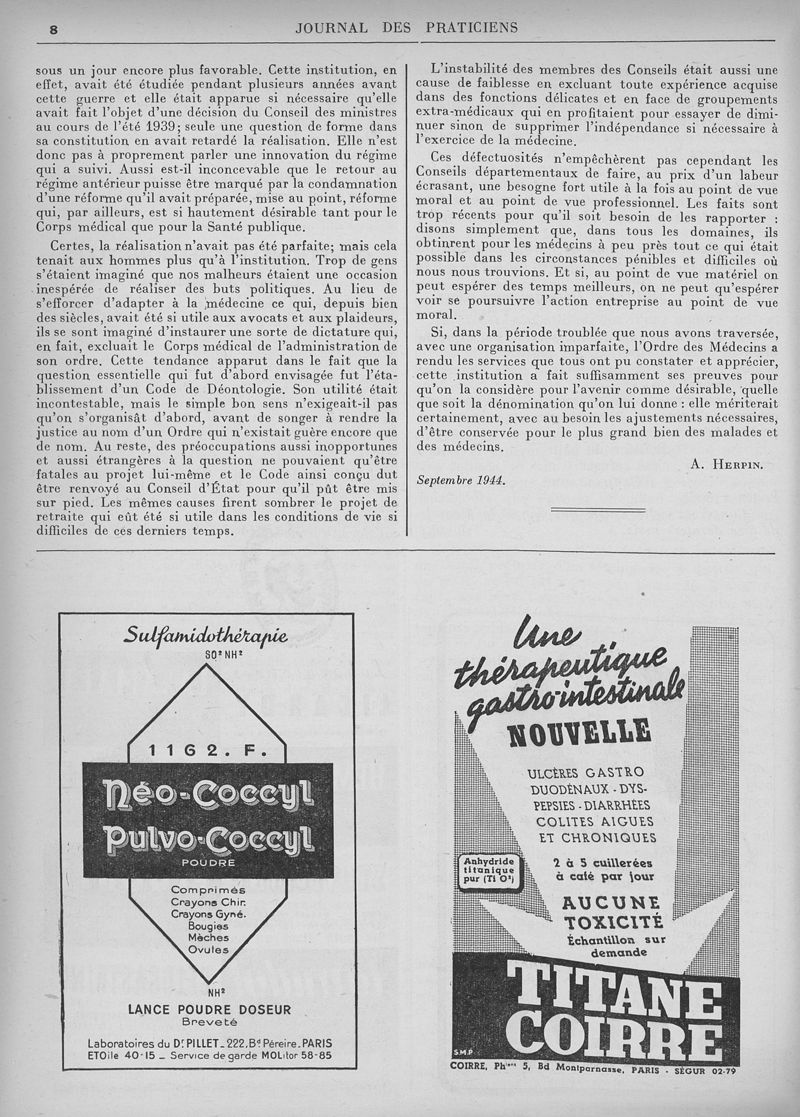 8
JOURNAL DES PRATICIENS
sous un jour encore plus favorable. Cette institution, en
effet, avait été étudiée pendant plusieurs années avant
cette guerre et elle était apparue si nécessaire qu'elle
avait fait l'objet d'une décision du Conseil des ministres
au cours de l'été 1939; seule une question de forme dans
sa constitution en avait retardé la réalisation. Elle n'est
donc pas à proprement parler une innovation du régime
qui a suivi. Aussi est-il inconcevable que le retour au
régime antérieur puisse être marqué par la condamnation
d'une réforme qu'il avait préparée, mise au point, réforme
qui, par ailleurs, est si hautement désirable tant pour le
Corps médical que pour la Santé publique.
Certes, la réalisation n'avait pas été parfaite; mais cela
tenait aux hommes plus qu'à l'institution. Trop de gens
s'étaient imaginé que nos malheurs étaient une occasion
inespérée de réaliser des buts politiques. Au lieu de
s'efforcer d'adapter à la médecine ce qui, depuis bien
des siècles, avait été si utile aux avocats et aux plaideurs,
ils se sont imaginé d'instaurer une sorte de dictature qui,
en fait, excluait le Corps médical de l'administration de
son ordre. Cette tendance apparut dans le fait que la
question essentielle qui fut d'abord envisagée fut l'éta-
blissement d'un Code de Déontologie. Son utilité était
incontestable, mais le simple bon sens n'exigeait-il pas
qu'on s'organisât d'abord, avant de songer à rendre la
justice au nom d'un Ordre qui n'existait guère encore que
de nom. Au reste, des préoccupations aussi inopportunes
et aussi étrangères à la question ne pouvaient qu'être
fatales au projet lui-même et le Code ainsi conçu dut
être renvoyé au Conseil d'État pour qu'il pût être mis
sur pied. Les mêmes causes firent sombrer le projet de
retraite qui eût été si utile dans les conditions de vie si
difficiles de ces derniers temps.
L'instabilité des membres des Conseils était aussi une
cause de faiblesse en excluant toute expérience acquise
dans des fonctions délicates et en face de groupements
extra-médicaux qui en profitaient pour essayer de dimi-
nuer sinon de supprimer l'indépendance si nécessaire à
l'exercice de la médecine.
Ces défectuosités n'empêchèrent pas cependant les
Conseils départementaux de faire, au prix d'un labeur
écrasant, une besogne fort utile à la fois au point de vue
moral et au point de vue professionnel. Les faits sont
trop récents pour qu'il soit besoin de les rapporter :
disons simplement que, dans tous les domaines, ils
obtinrent pour les médecins à peu près tout ce qui était
possible dans les circonstances pénibles et difficiles où
nous nous trouvions. Et si, au point de vue matériel on
peut espérer des temps meilleurs, on ne peut qu'espérer
voir se poursuivre l'action entreprise au point de vue
moral.
Si, dans la période troublée que nous avons traversée,
avec une organisation imparfaite, l'Ordre des Médecins a
rendu les services que tous ont pu constater et apprécier,
cette institution a fait suffisamment ses preuves pour
qu'on la considère pour l'avenir comme désirable, quelle
que soit la dénomination qu'on lui donne : elle mériterait
certainement, avec au besoin les ajustements nécessaires,
d'être conservée pour le plus grand bien des malades et
des médecins.
A. HERPIN.
Septembre 1944.
Sulfamidothérapie
SO² NH²
1162. F.
Néo-Coccyl
Pulvo-Coccyl
POUDRE
Comprimés
Crayons Chir.
Crayons Gyné.
Bougies
Mèches
Ovules
NH²
LANCE POUDRE DOSEUR
Breveté
Laboratoires du Dr PILLET_222.Bd Péreire.PARIS
ETOile 40-15 _ Service de garde MOLitor 58-85
Une
thérapeutique
gastro-intestinale
NOUVELLE
ULCÈRES GASTRO
DUODÉNAUX - DYS-
PEPSIES - DIARRHÉES
COLITES AIGUES
ET CHRONIQUES
Anhydride
titanique
pur (Ti O²)
2 à 5 cuillerées
à café par jour
AUCUNE
TOXICITÉ
Échantillon sur
demande
TITANE
COIRRE
S.M.P.
COIRRE, Phien 5, Bd Montparnasse, PARIS - SÉGUR 02-79